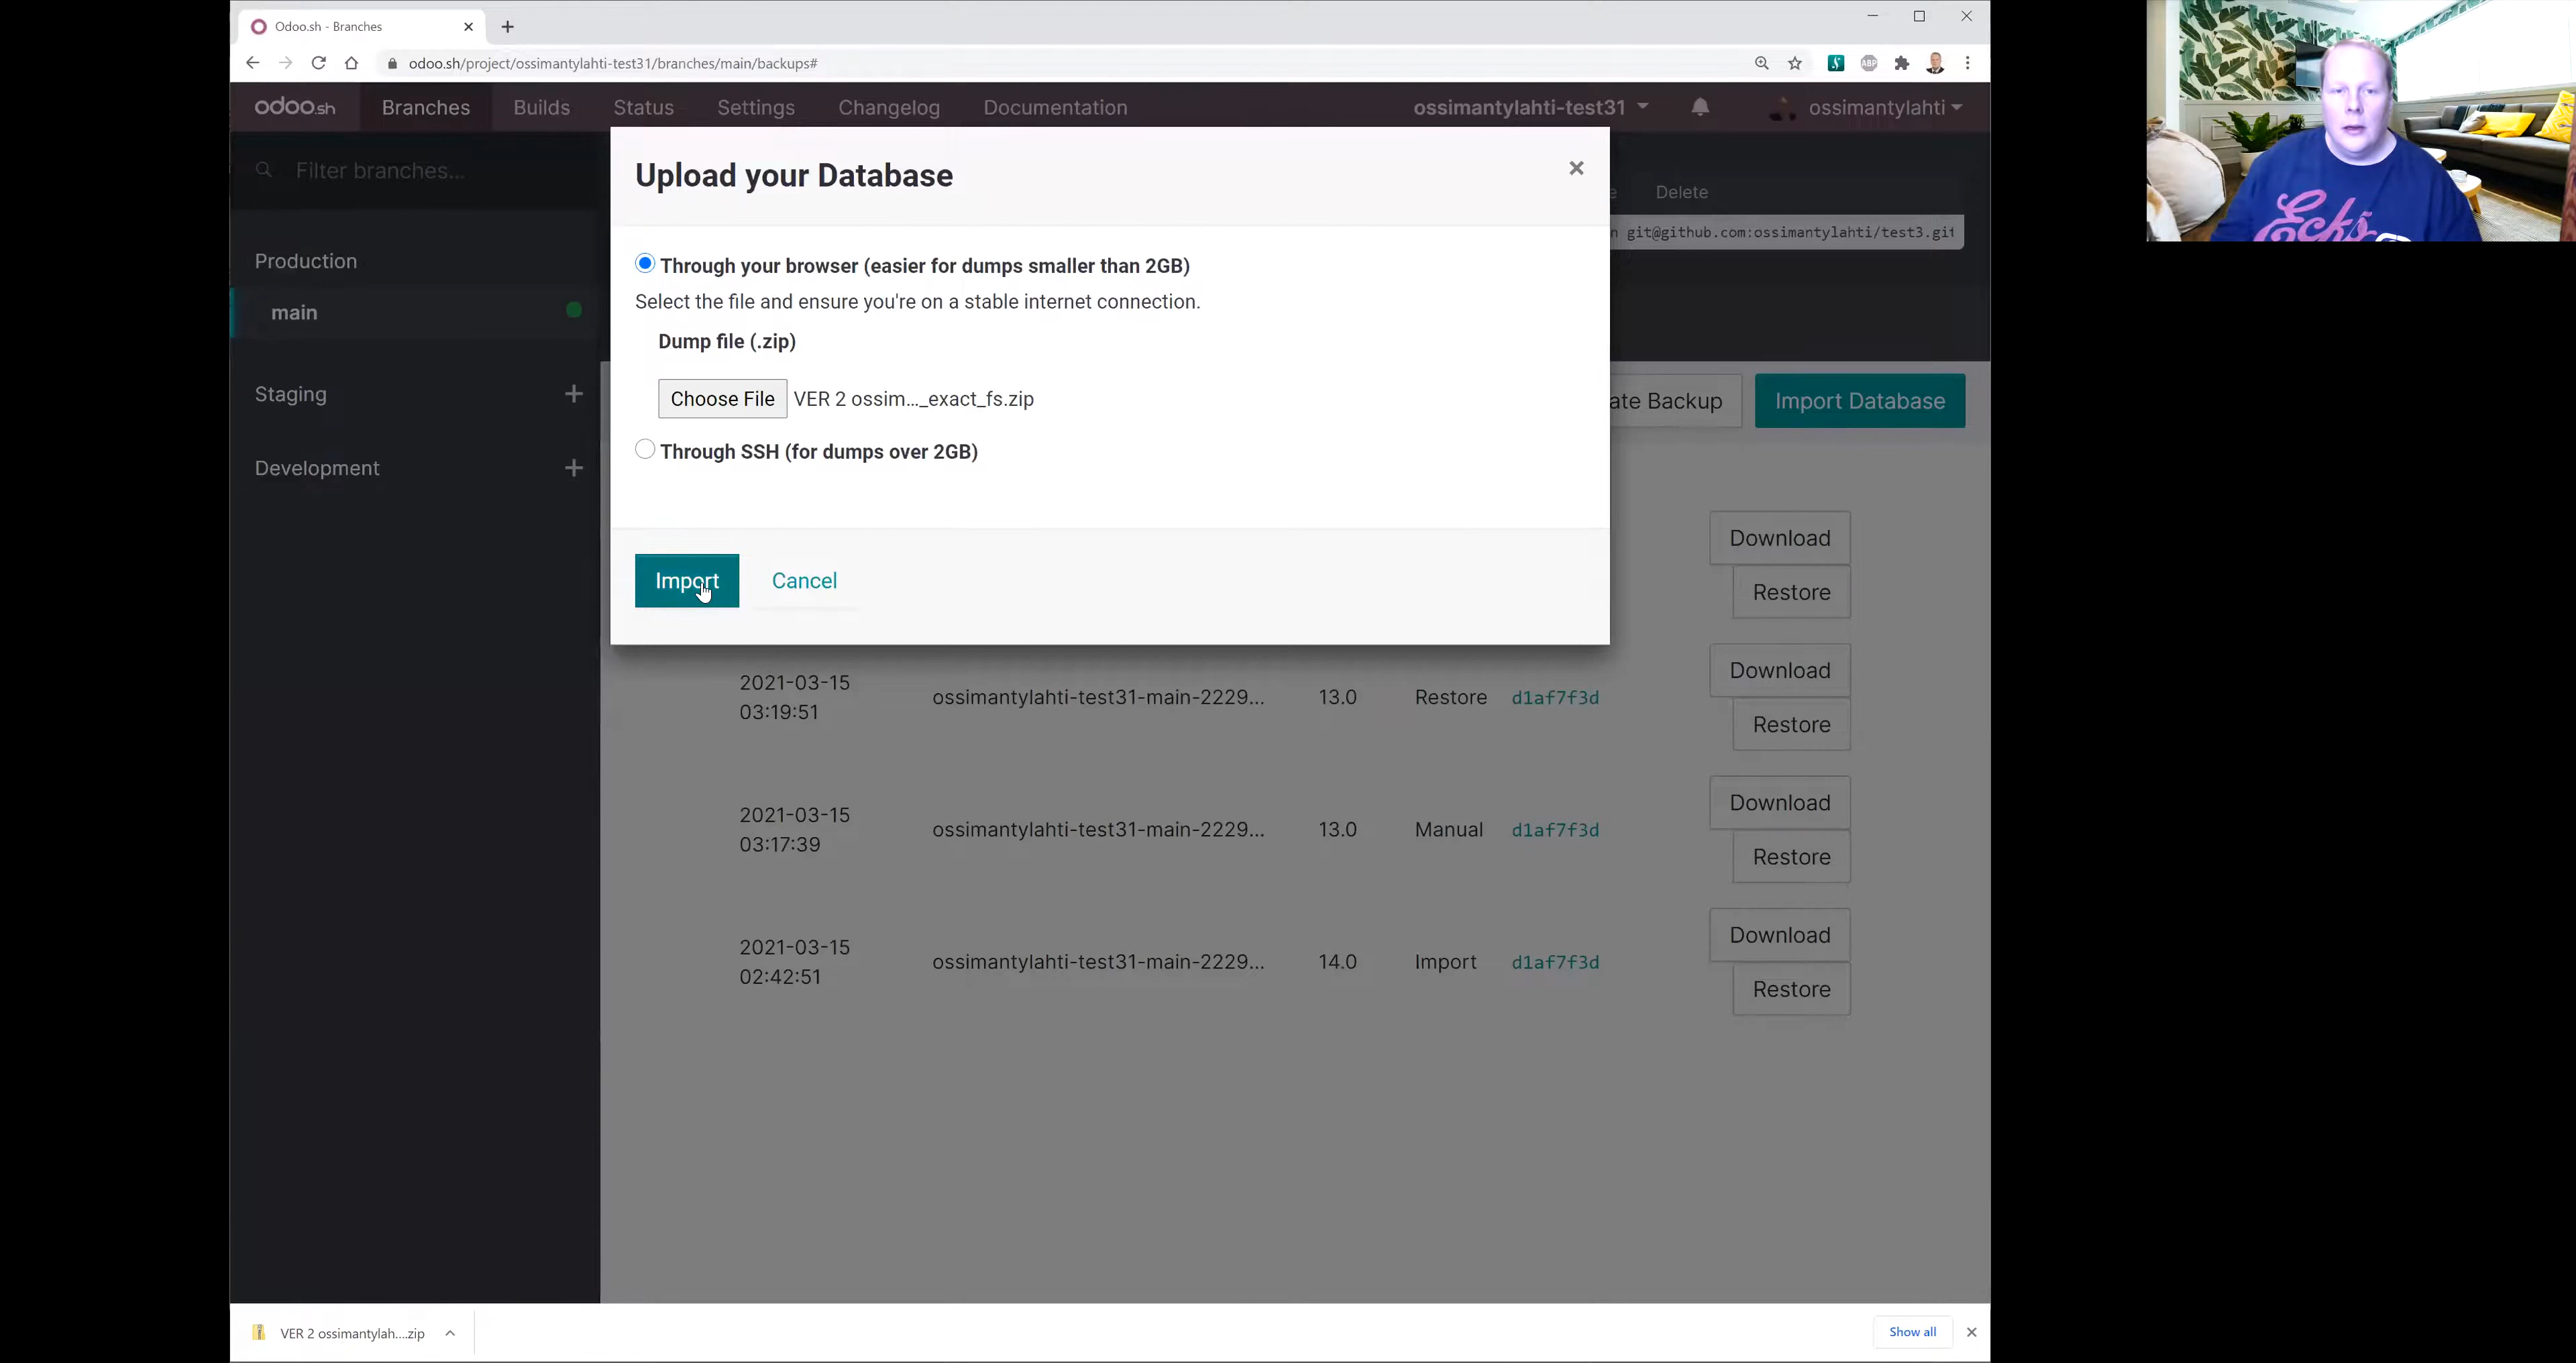 Odoo.sh - Branches
odoo.sh/project/ossimantylahti-test31/branches/main/backups#
ABP
odoo.sh
Branches
Builds
Status
Settings
Changelog
Documentation
ossimantylahti-test31
ossimantylahti
Filter branches...
Production
main
Staging
Development
Upload your Database
Through your browser (easier for dumps smaller than 2GB)
Select the file and ensure you're on a stable internet connection.
Dump file (.zip)
Choose File VER 2 ossim..._exact_fs.zip
Through SSH (for dumps over 2GB)
Import
Cancel
Delete
git@github.com:ossimantylahti/test3.git
ate Backup
Import Database
Download
Restore
2021-03-15
03:19:51
ossimantylahti-test31-main-2229...
13.0
Restore
d1af7f3d
Download
Restore
2021-03-15
03:17:39
ossimantylahti-test31-main-2229...
13.0
Manual
d1af7f3d
Download
Restore
2021-03-15
02:42:51
ossimantylahti-test31-main-2229...
14.0
Import
d1af7f3d
Download
Restore
VER 2 ossimantylah....zip
Show all